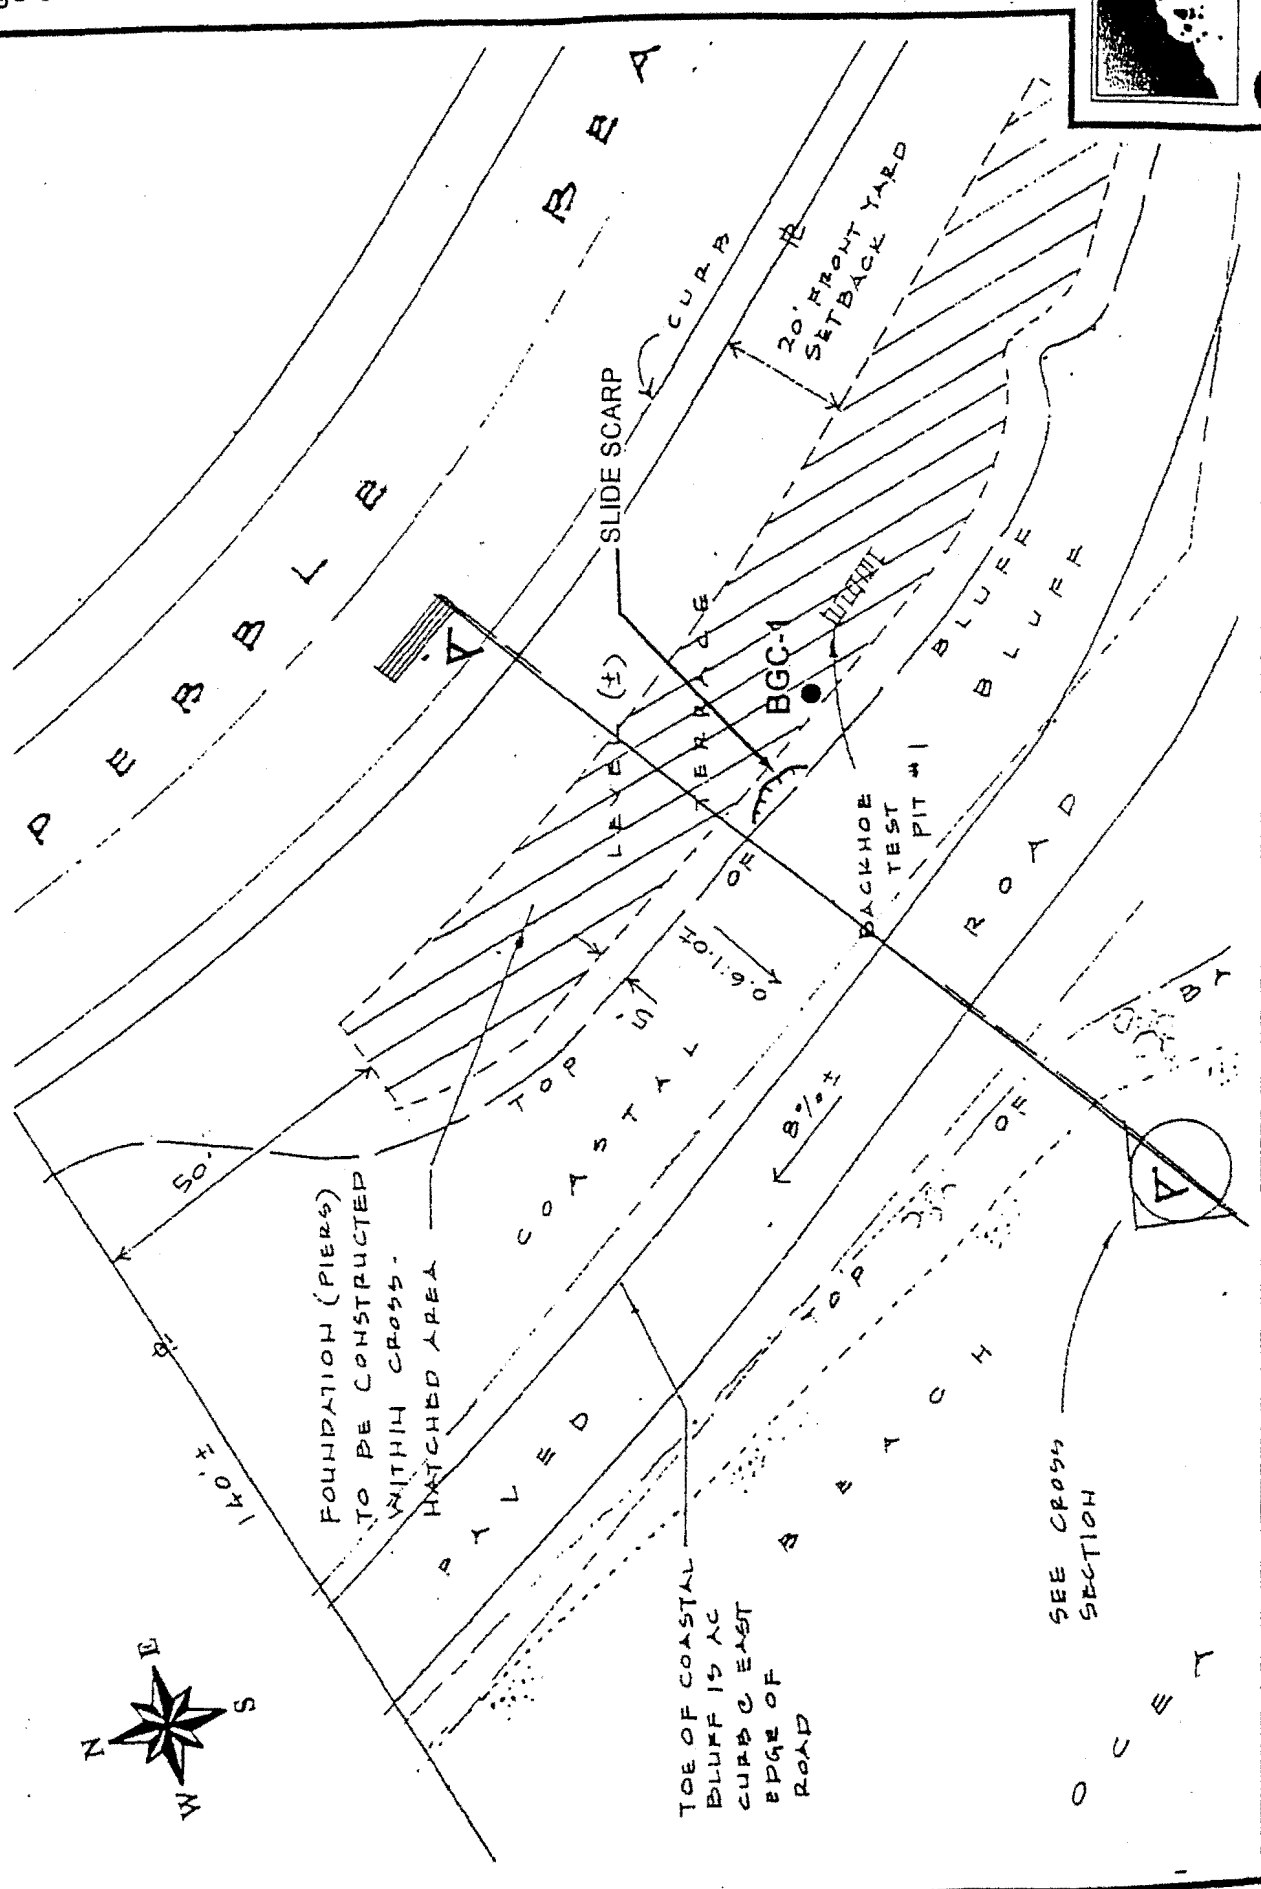 PEBBLE BEA
CURB
20' FRONT YARD
SETBACK
SLIDE SCARP
A
LEVEL (±)
TERRACE
BGC-1
BACKHOE
TEST
PIT #1
TOP OF BLUFF
5'
0.6:1.0±
50'
140'±
COASTAL BLUFF
FOUNDATION (PIERS)
TO BE CONSTRUCTED
WITHIN CROSS-
HATCHED AREA
8%±
PALED ROAD
TOP OF
BEACH
BY
A
SEE CROSS
SECTION
TOE OF COASTAL
BLUFF IS AC
CURB C EAST
EDGE OF
ROAD
OCEA
N
E
S
W